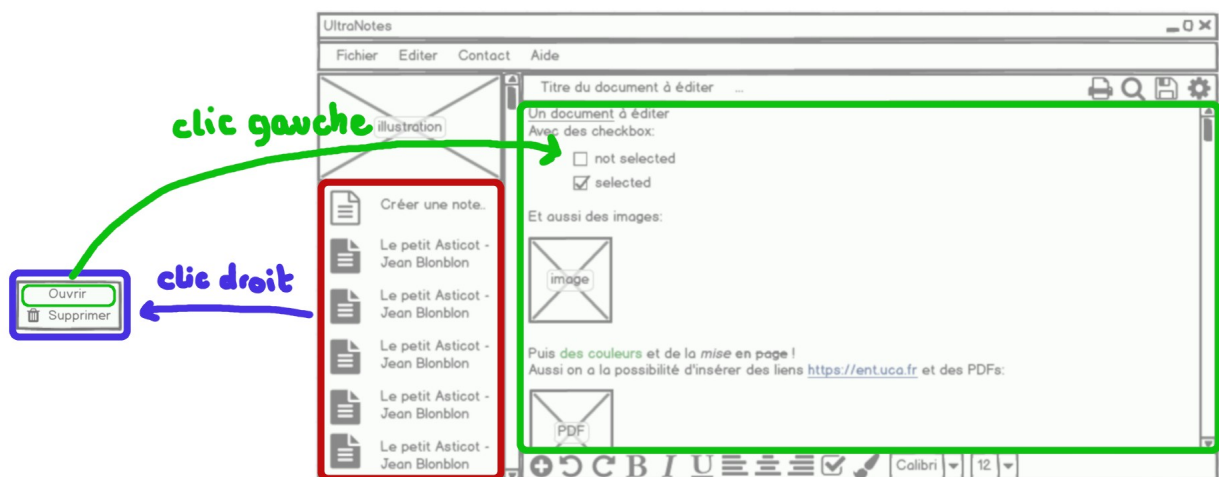 UltraNotes
Fichier Editer Contact Aide
Titre du document à éditer ...
illustration
clic gauche
Un document à éditer
Avec des checkbox:
not selected
selected
Créer une note..
Et aussi des images:
Le petit Asticot -
Jean Blonblon
clic droit
Ouvrir
Supprimer
image
Le petit Asticot -
Jean Blonblon
Le petit Asticot -
Jean Blonblon
Puis des couleurs et de la mise en page !
Aussi on a la possibilité d'insérer des liens https://ent.uca.fr et des PDFs:
Le petit Asticot -
Jean Blonblon
PDF
Le petit Asticot -
Jean Blonblon
B I U Calibri 12